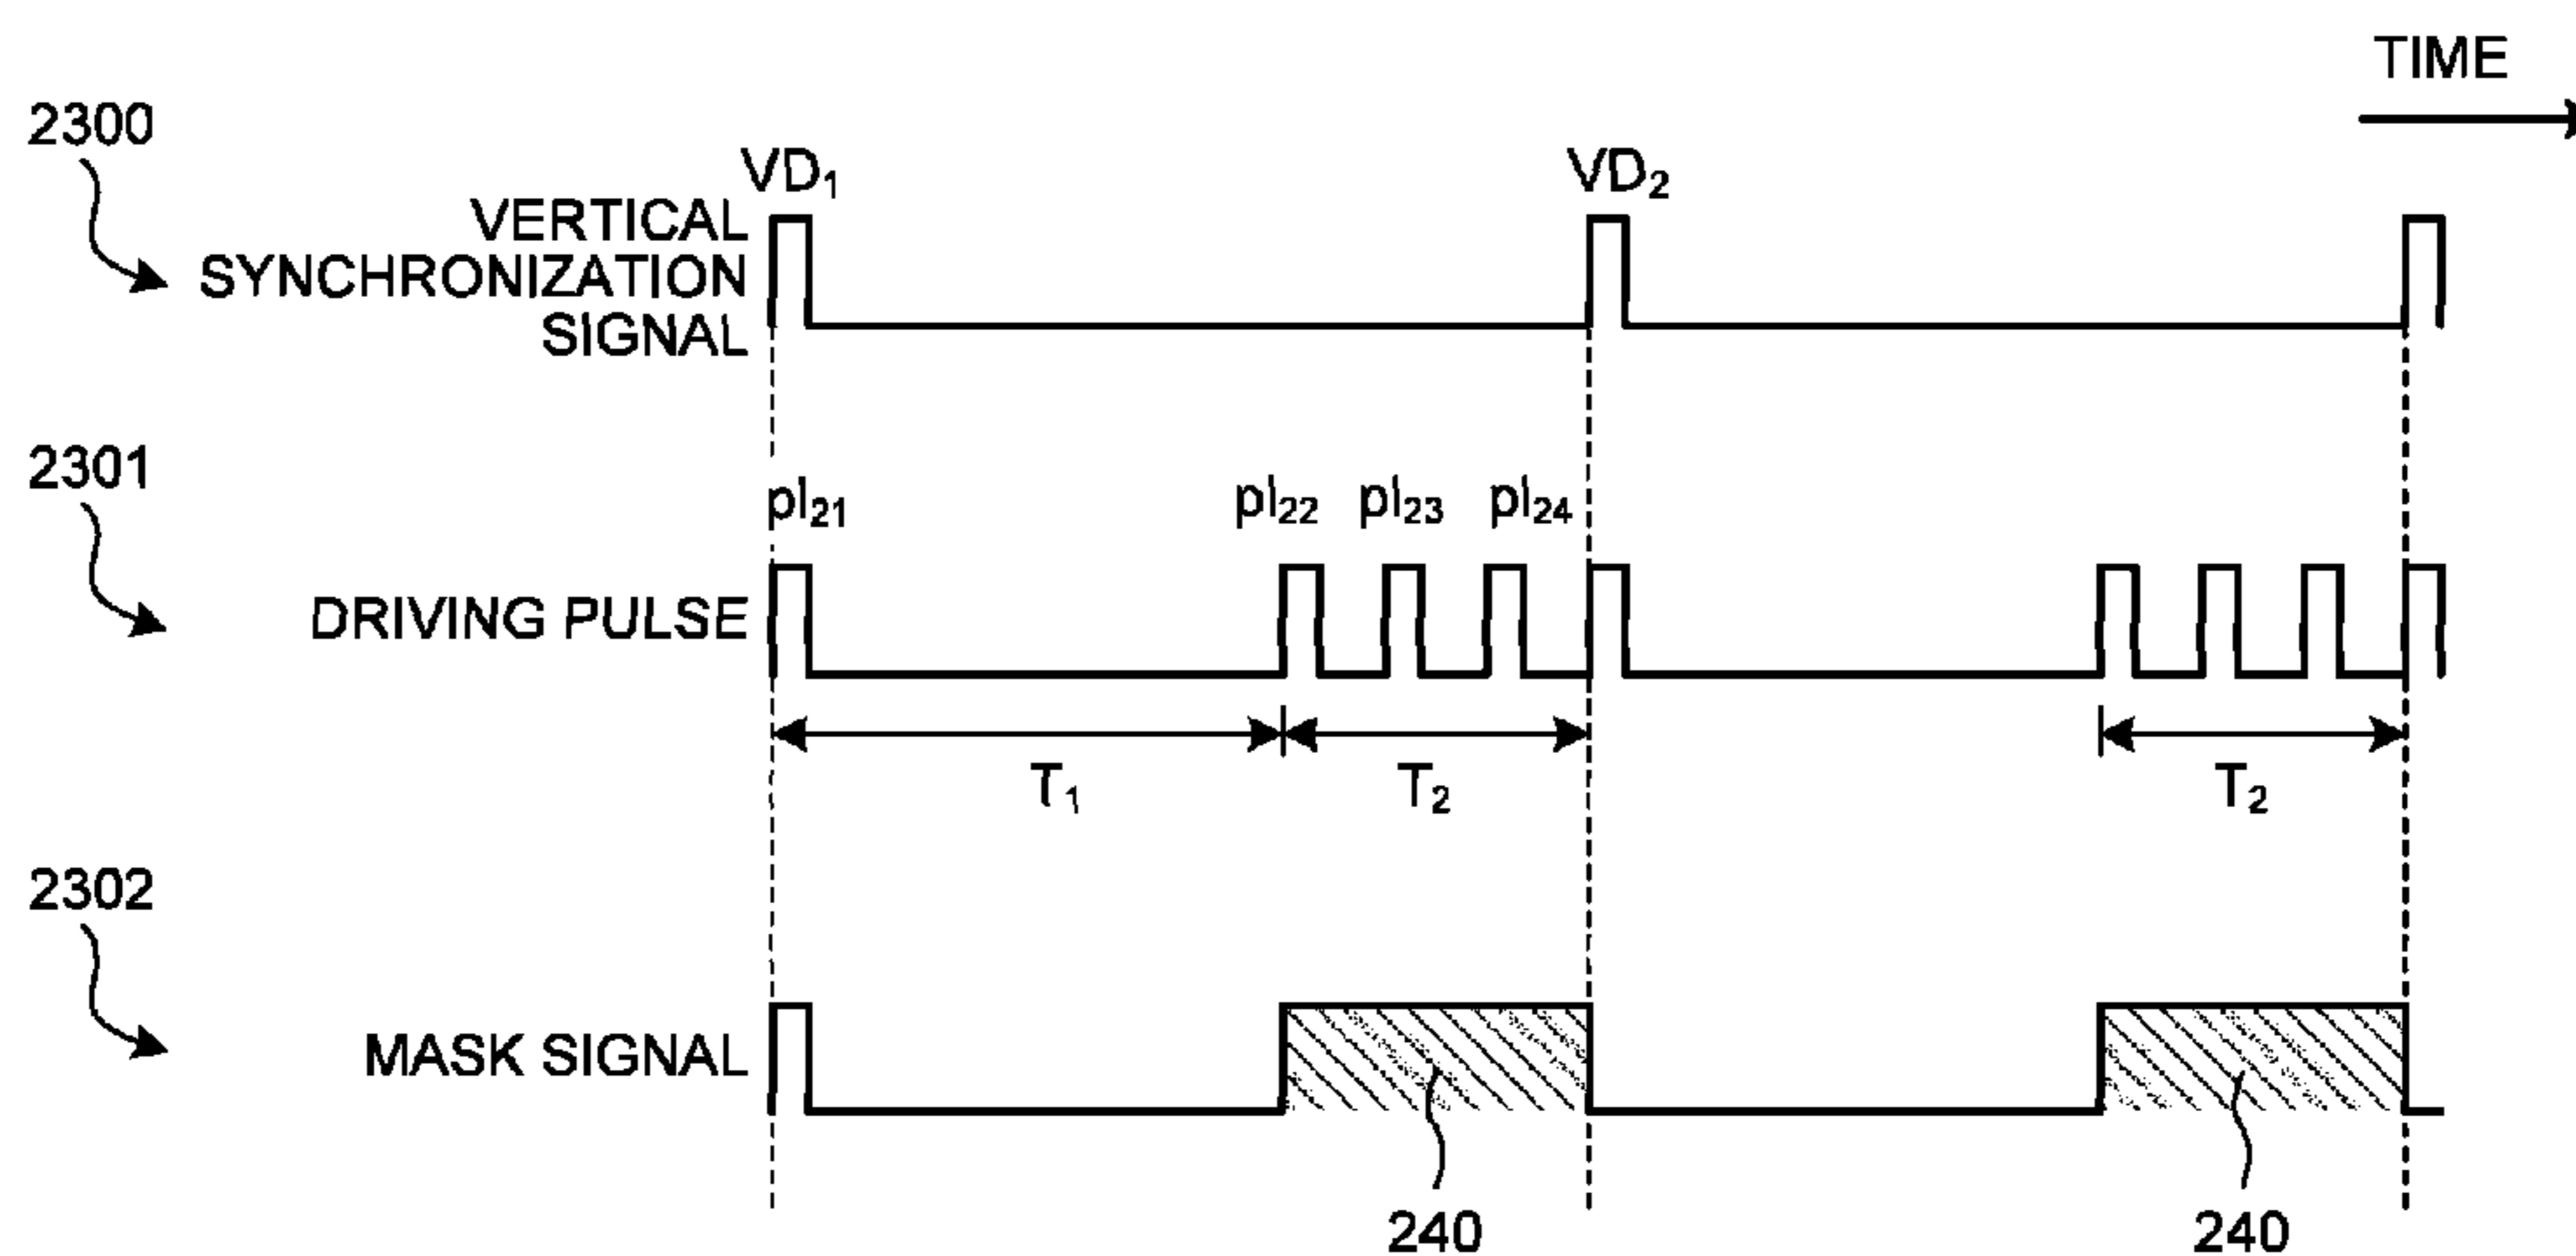 TIME
2300
VD₁
VD₂
VERTICAL
SYNCHRONIZATION
SIGNAL
2301
pl₂₁
pl₂₂
pl₂₃
pl₂₄
DRIVING PULSE
T₁
T₂
T₂
2302
MASK SIGNAL
240
240